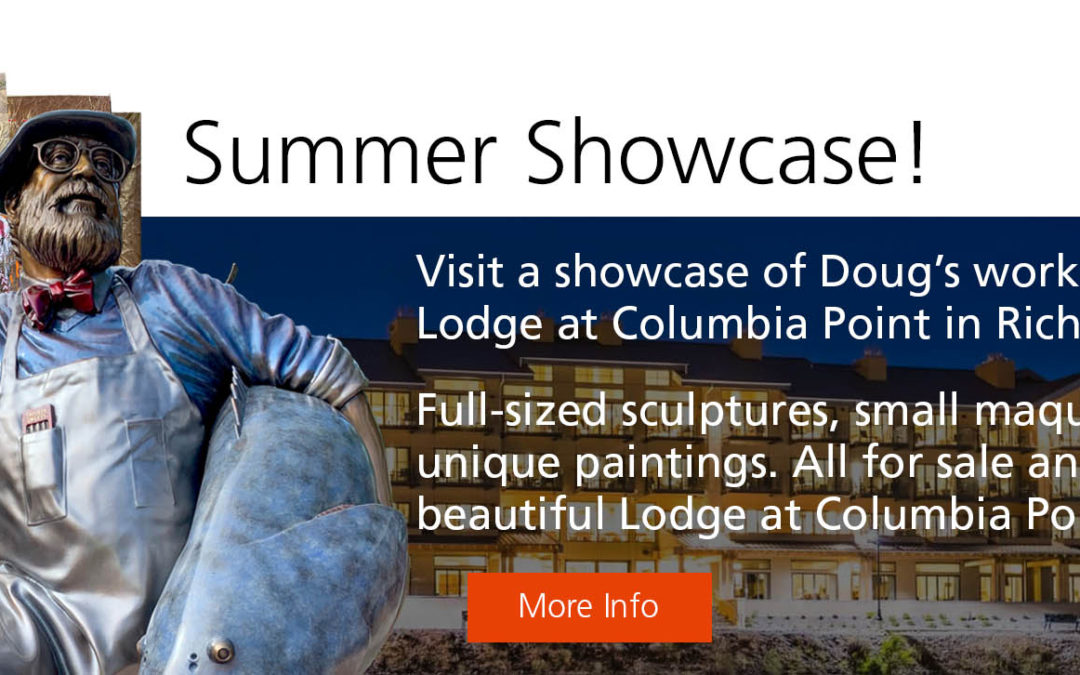 Summer Showcase!
Visit a showcase of Doug’s work
Lodge at Columbia Point in Rich
Full-sized sculptures, small maqu
unique paintings. All for sale an
beautiful Lodge at Columbia Po
More Info